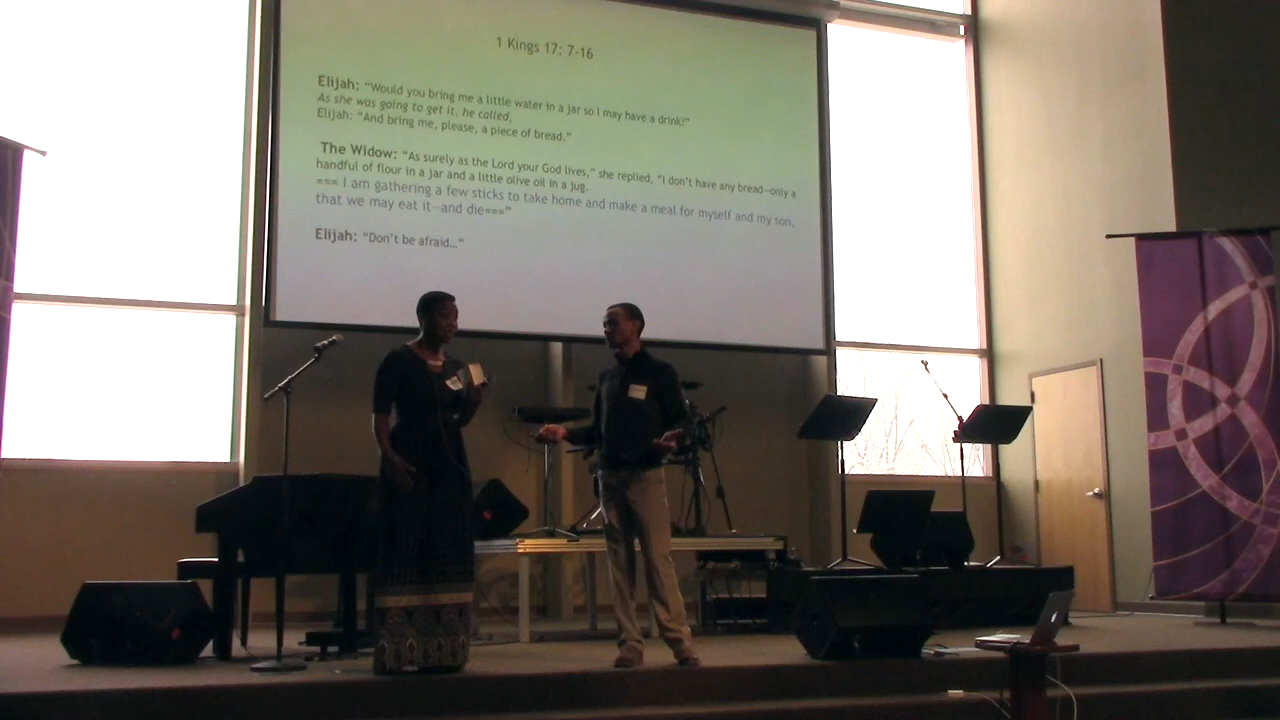 1 Kings 17: 7-16
Elijah: “Would you bring me a little water in a jar so I may have a drink?”
As she was going to get it, he called,
Elijah: “And bring me, please, a piece of bread.”
The Widow: “As surely as the Lord your God lives,” she replied, “I don’t have any bread—only a
handful of flour in a jar and a little olive oil in a jug.
=== I am gathering a few sticks to take home and make a meal for myself and my son,
that we may eat it—and die===”
Elijah: “Don’t be afraid…”